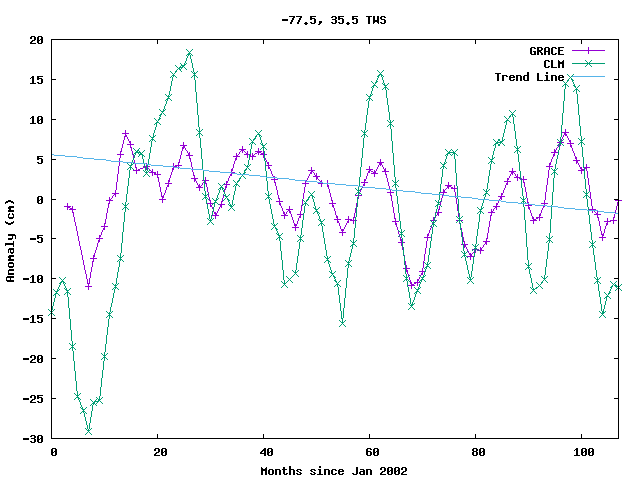 -77.5, 35.5 TWS
GRACE
CLM
Trend Line
20
15
10
5
0
-5
-10
-15
-20
-25
-30
Anomaly (cm)
0 20 40 60 80 100
Months since Jan 2002